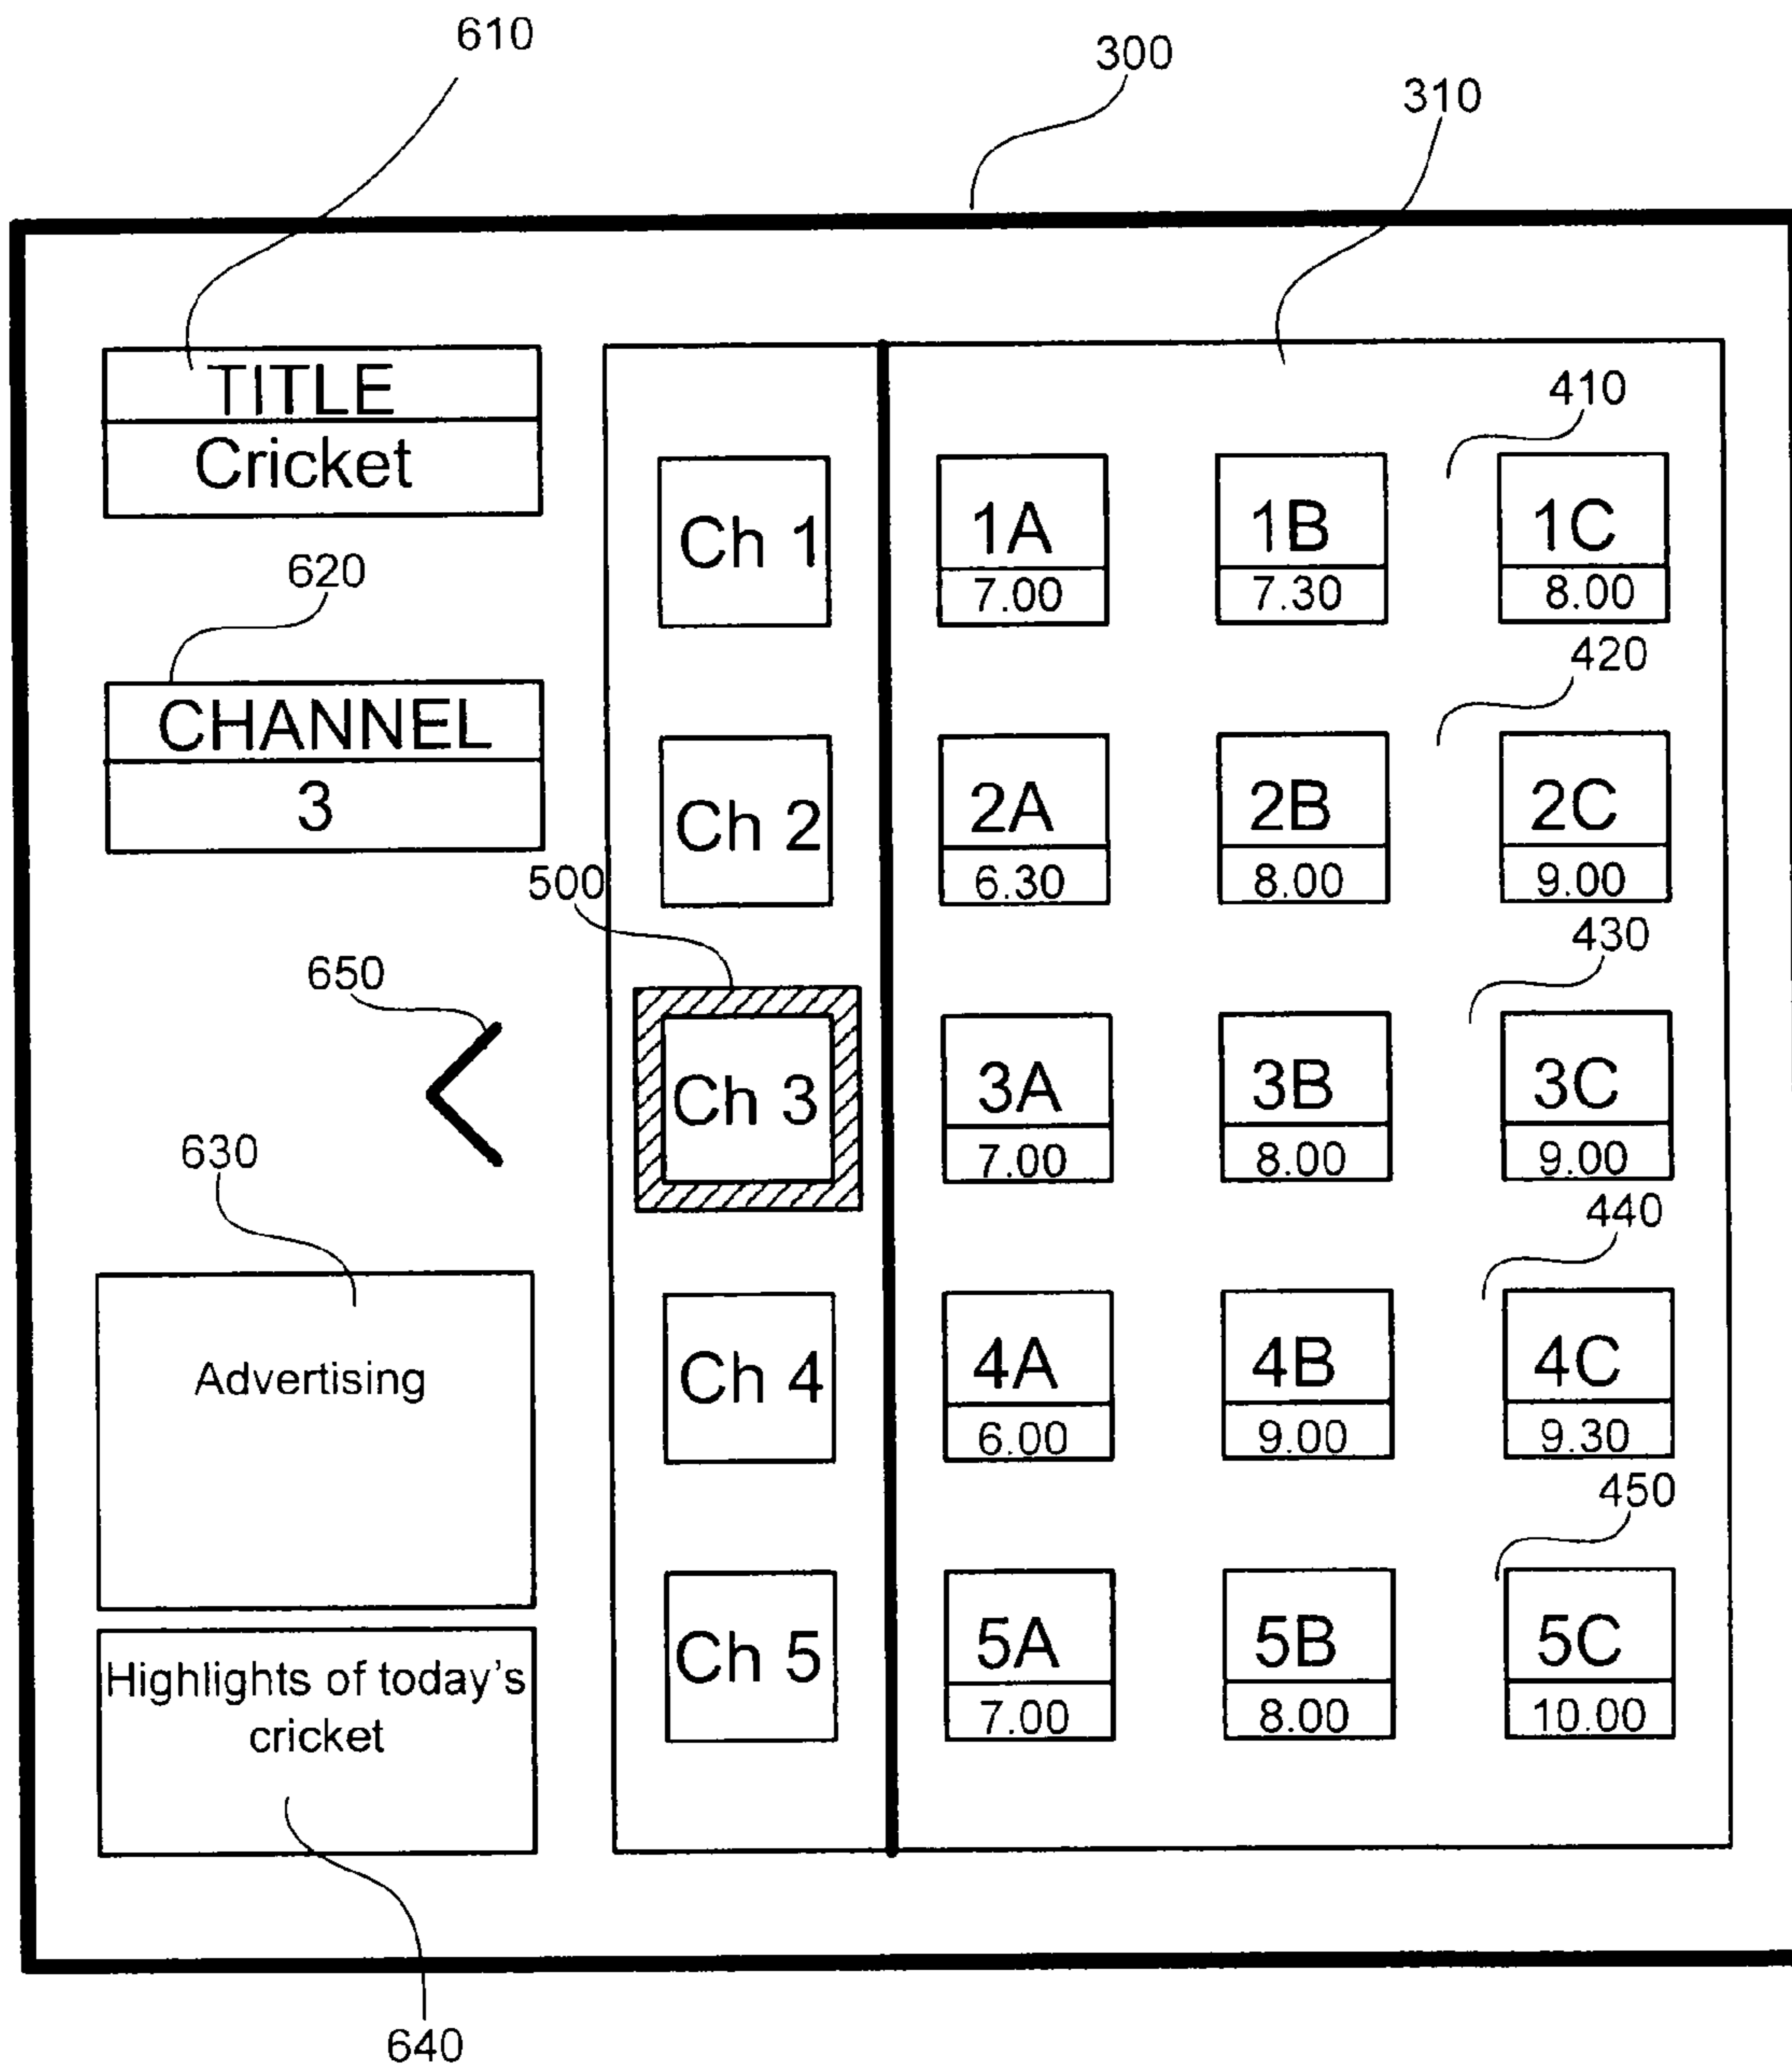 610
300
310
TITLE
Cricket
410
Ch 1
1A
1B
1C
7.00
7.30
8.00
620
420
CHANNEL
3
Ch 2
2A
2B
2C
6.30
8.00
9.00
500
430
650
Ch 3
3A
3B
3C
7.00
8.00
9.00
630
440
Advertising
Ch 4
4A
4B
4C
6.00
9.00
9.30
450
Highlights of today's
cricket
Ch 5
5A
5B
5C
7.00
8.00
10.00
640